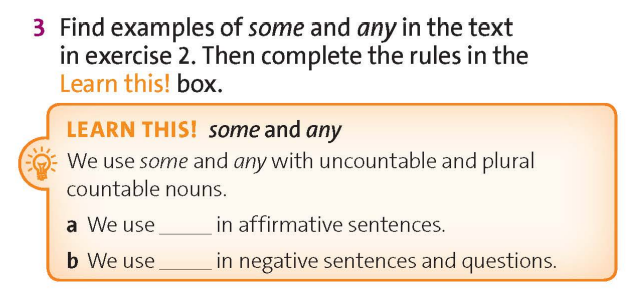 3 Find examples of some and any in the text
in exercise 2. Then complete the rules in the
Learn this! box.
LEARN THIS! some and any
We use some and any with uncountable and plural
countable nouns.
a We use _____ in affirmative sentences.
b We use _____ in negative sentences and questions.